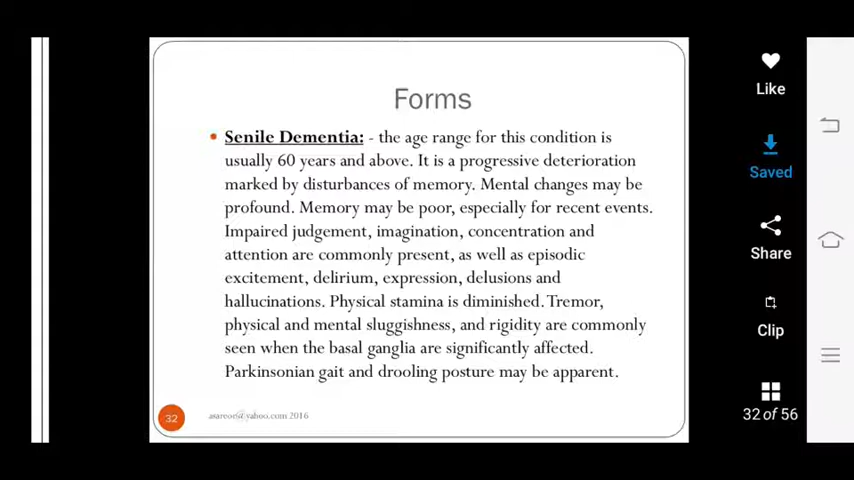 Forms
• Senile Dementia: - the age range for this condition is
usually 60 years and above. It is a progressive deterioration
marked by disturbances of memory. Mental changes may be
profound. Memory may be poor, especially for recent events.
Impaired judgement, imagination, concentration and
attention are commonly present, as well as episodic
excitement, delirium, expression, delusions and
hallucinations. Physical stamina is diminished. Tremor,
physical and mental sluggishness, and rigidity are commonly
seen when the basal ganglia are significantly affected.
Parkinsonian gait and drooling posture may be apparent.
32
asareor@yahoo.com 2016
Like
Saved
Share
Clip
32 of 56